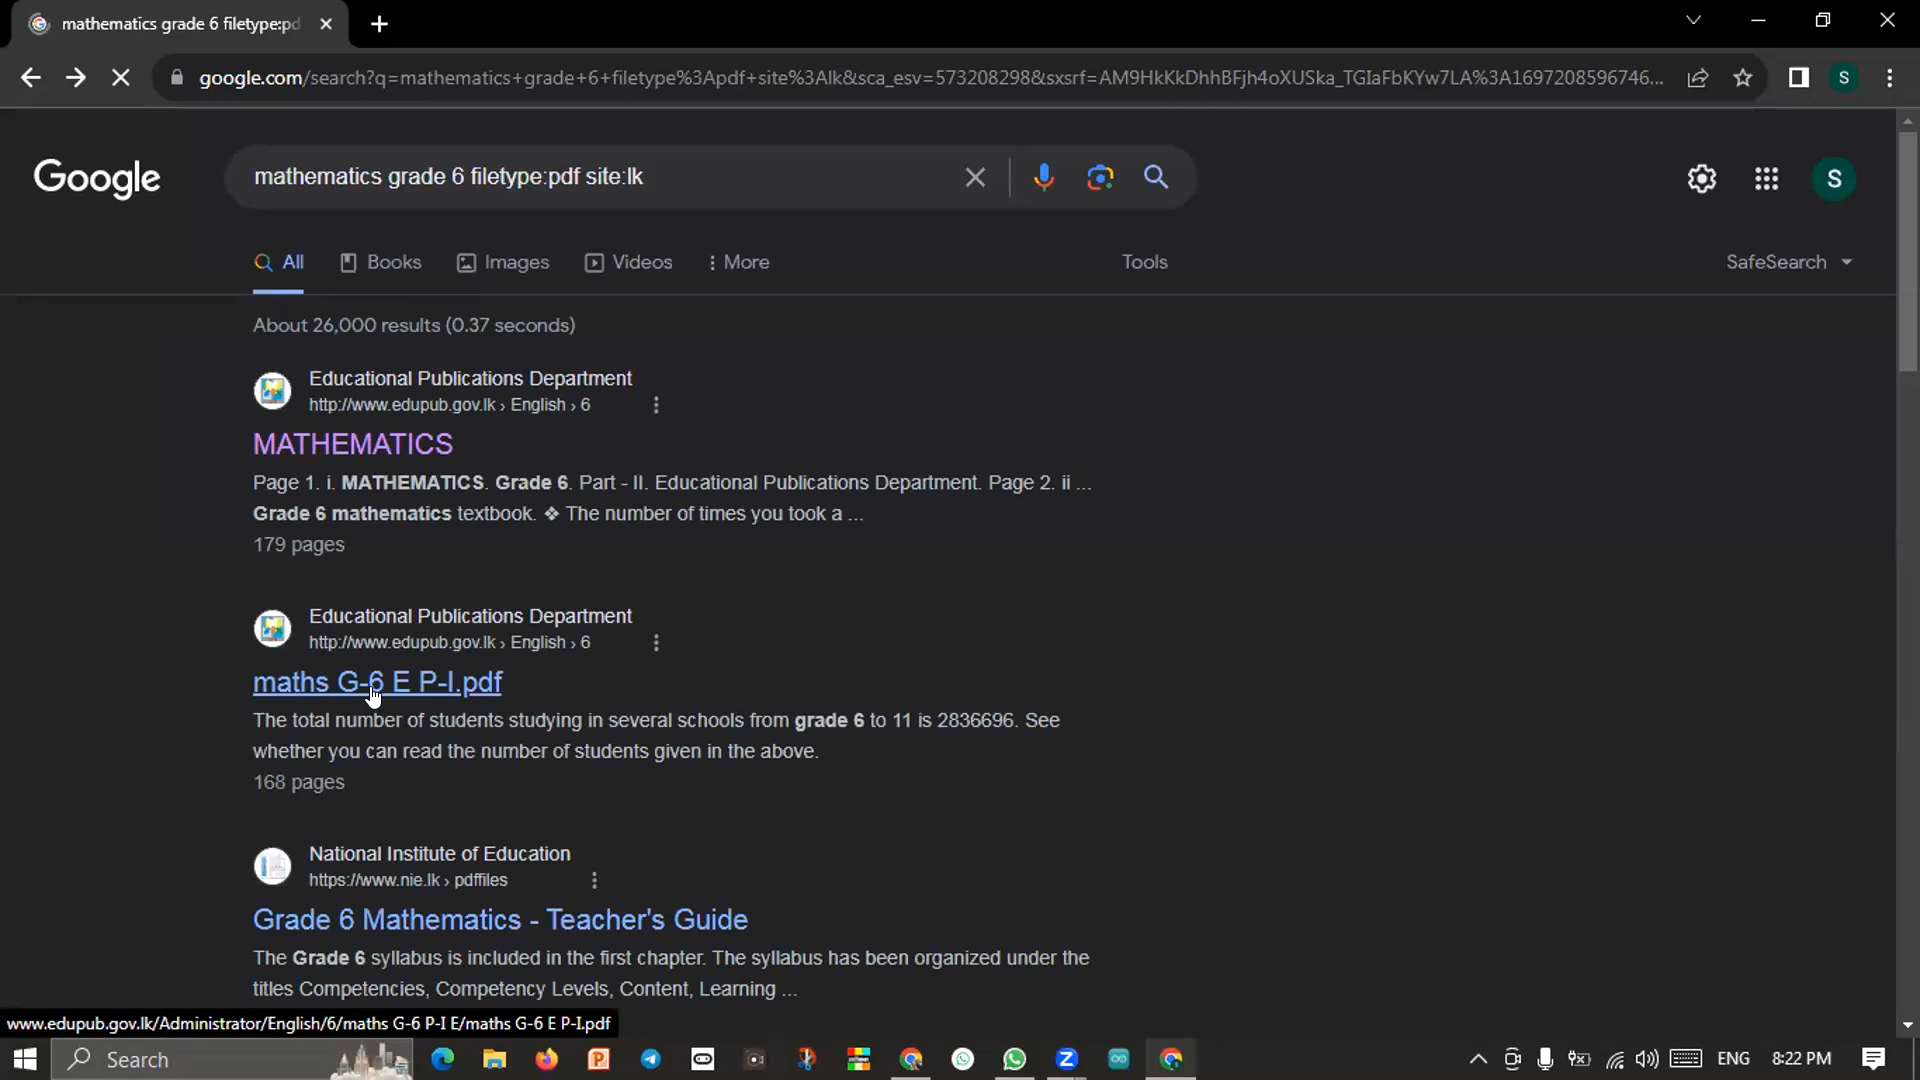 mathematics grade 6 filetype:pd
google.com/search?q=mathematics+grade+6+filetype%3Apdf+site%3Alk&sca_esv=573208298&sxsrf=AM9HkKkDhhBFjh4oXUSka_TGIaFbKYw7LA%3A1697208596746...
S
Google
mathematics grade 6 filetype:pdf site:lk
S
All
Books
Images
Videos
More
Tools
SafeSearch
About 26,000 results (0.37 seconds)
Educational Publications Department
http://www.edupub.gov.lk › English › 6
MATHEMATICS
Page 1. i. MATHEMATICS. Grade 6. Part - II. Educational Publications Department. Page 2. ii ...
Grade 6 mathematics textbook. ❖ The number of times you took a ...
179 pages
Educational Publications Department
http://www.edupub.gov.lk › English › 6
maths G-6 E P-I.pdf
The total number of students studying in several schools from grade 6 to 11 is 2836696. See
whether you can read the number of students given in the above.
168 pages
National Institute of Education
https://www.nie.lk › pdffiles
Grade 6 Mathematics - Teacher's Guide
The Grade 6 syllabus is included in the first chapter. The syllabus has been organized under the
titles Competencies, Competency Levels, Content, Learning ...
www.edupub.gov.lk/Administrator/English/6/maths G-6 P-I E/maths G-6 E P-I.pdf
Search
ENG
8:22 PM